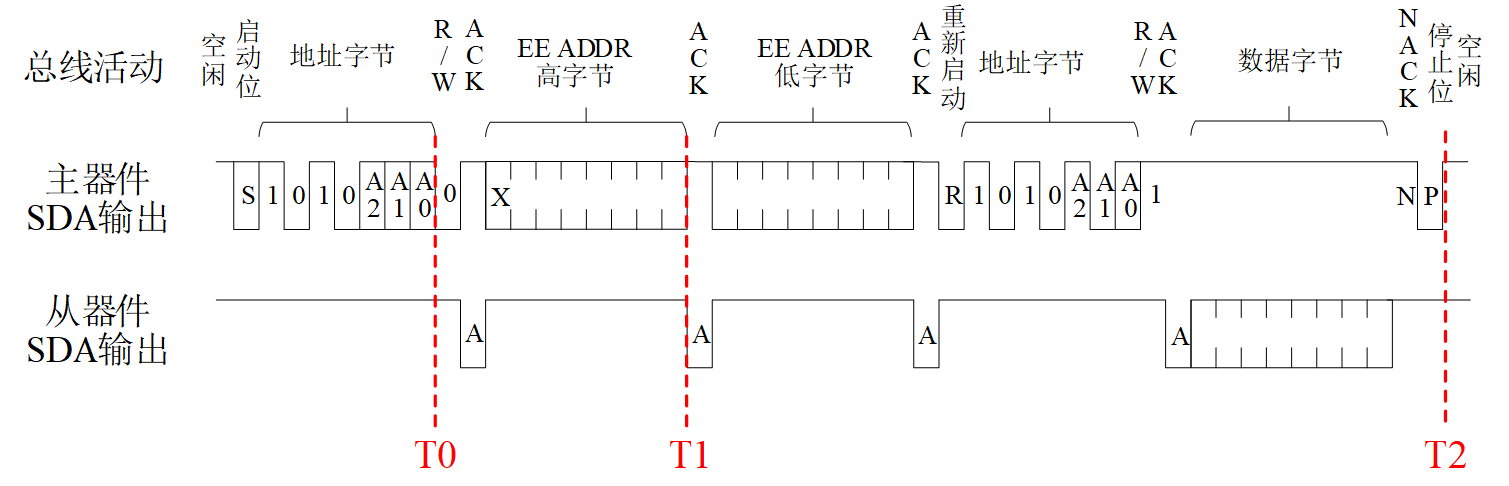 总线活动
空闲
启动位
地址字节
R/W
ACK
EE ADDR
高字节
ACK
EE ADDR
低字节
ACK
重新启动
地址字节
R/W
ACK
数据字节
NACK
停止位
空闲
主器件
SDA输出
S 1 0 1 0 A2 A1 A0 0 X R 1 0 1 0 A2 A1 A0 1 N P
从器件
SDA输出
A A A A
T0 T1 T2